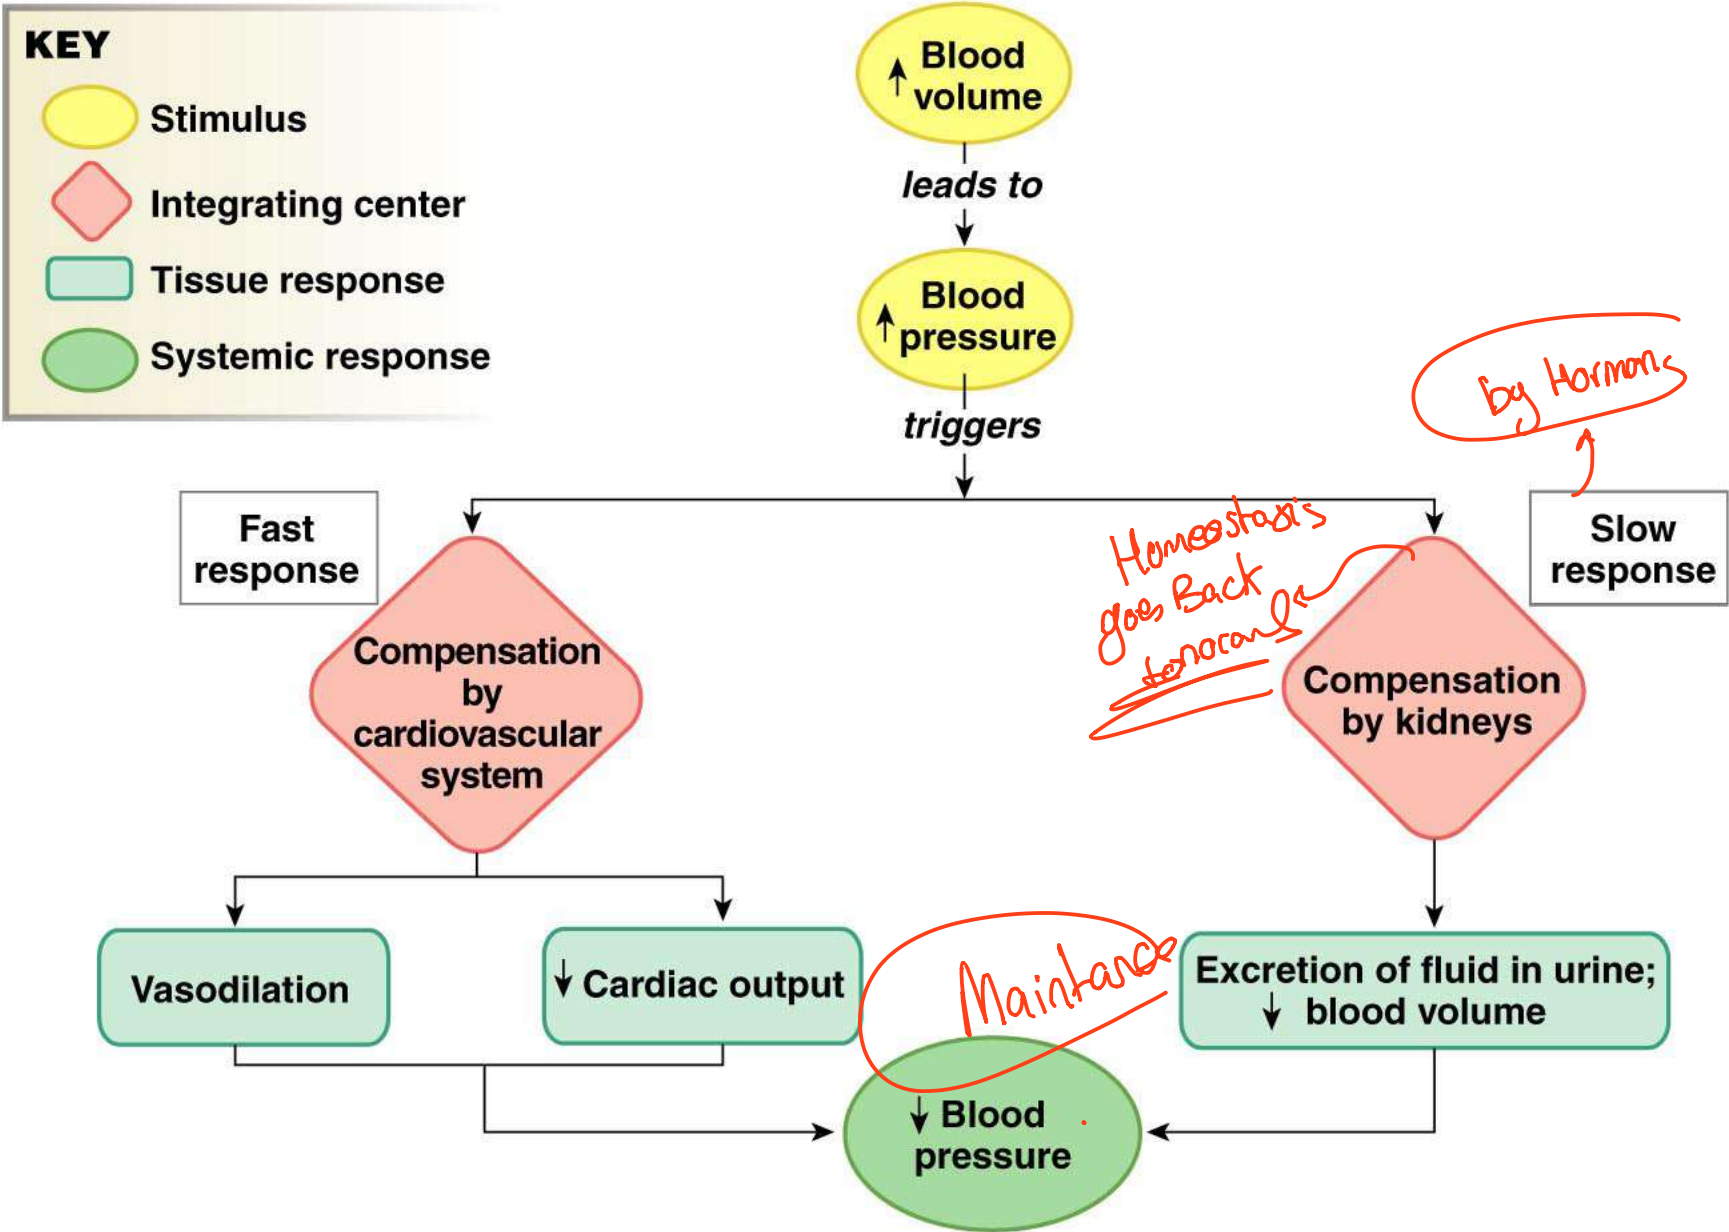 KEY
Stimulus
Integrating center
Tissue response
Systemic response
↑ Blood
volume
leads to
↑ Blood
pressure
triggers
by Hormons
Fast
response
Slow
response
Homeostasis
goes Back
Compensation
by
cardiovascular
system
Compensation
by kidneys
Vasodilation
↓ Cardiac output
Maintance
Excretion of fluid in urine;
↓ blood volume
↓ Blood
pressure